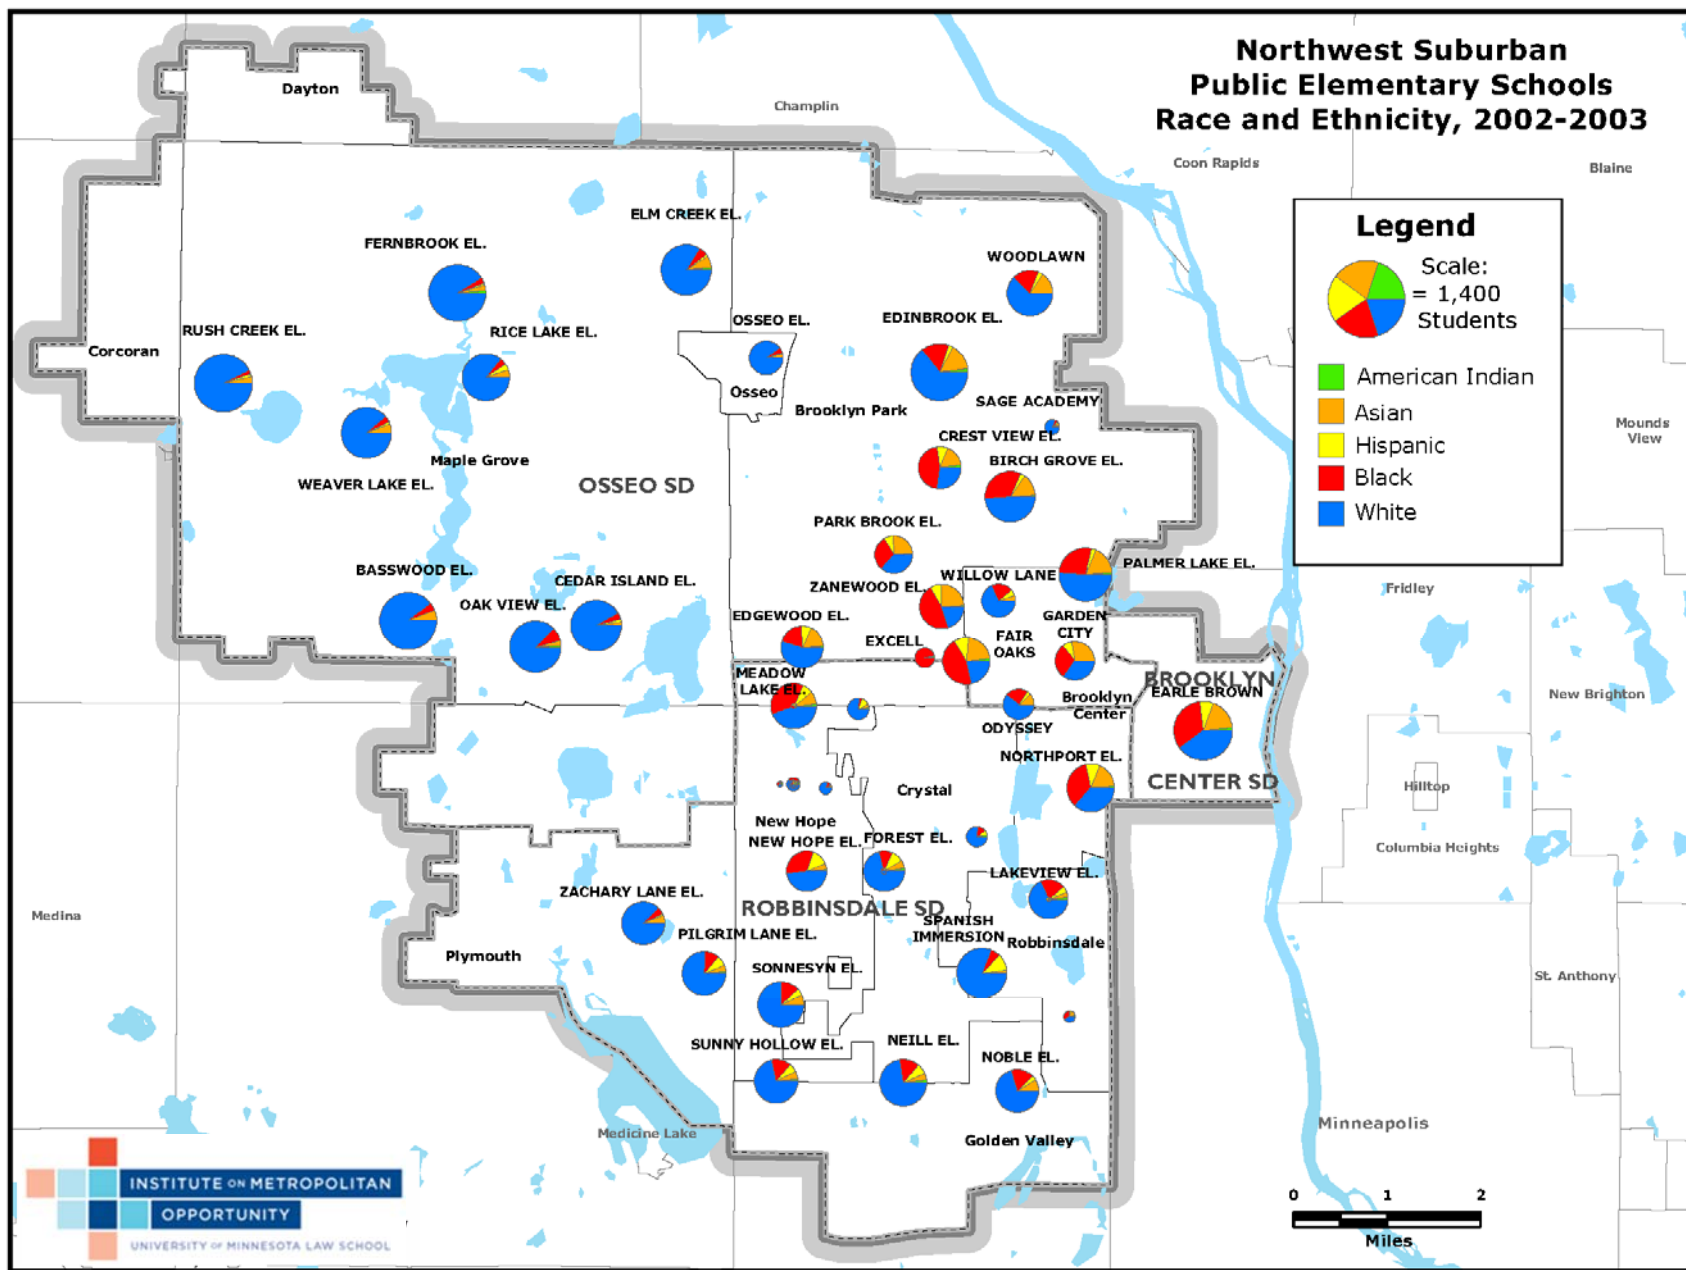 Northwest Suburban
Public Elementary Schools
Race and Ethnicity, 2002-2003
Dayton
Champlin
Coon Rapids
Blaine
Legend
Scale:
= 1,400
Students
American Indian
Asian
Hispanic
Black
White
ELM CREEK EL.
FERNBROOK EL.
WOODLAWN
RUSH CREEK EL.
RICE LAKE EL.
OSSEO EL.
EDINBROOK EL.
Corcoran
Osseo
Brooklyn Park
SAGE ACADEMY
Mounds
View
CREST VIEW EL.
Maple Grove
BIRCH GROVE EL.
WEAVER LAKE EL.
OSSEO SD
PARK BROOK EL.
BASSWOOD EL.
CEDAR ISLAND EL.
WILLOW LANE
PALMER LAKE EL.
ZANEWOOD EL.
Fridley
OAK VIEW EL.
EDGEWOOD EL.
GARDEN
CITY
EXCELL
FAIR
OAKS
MEADOW
LAKE EL.
BROOKLYN
EARLE BROWN
New Brighton
Brooklyn
Center
ODYSSEY
NORTHPORT EL.
CENTER SD
Crystal
Hilltop
New Hope
NEW HOPE EL.
FOREST EL.
Columbia Heights
LAKEVIEW EL.
ZACHARY LANE EL.
ROBBINSDALE SD
Medina
SPANISH
IMMERSION
Robbinsdale
PILGRIM LANE EL.
Plymouth
SONNESYN EL.
St. Anthony
SUNNY HOLLOW EL.
NEILL EL.
NOBLE EL.
Medicine Lake
Golden Valley
Minneapolis
INSTITUTE ON METROPOLITAN
OPPORTUNITY
UNIVERSITY OF MINNESOTA LAW SCHOOL
0 1 2
Miles